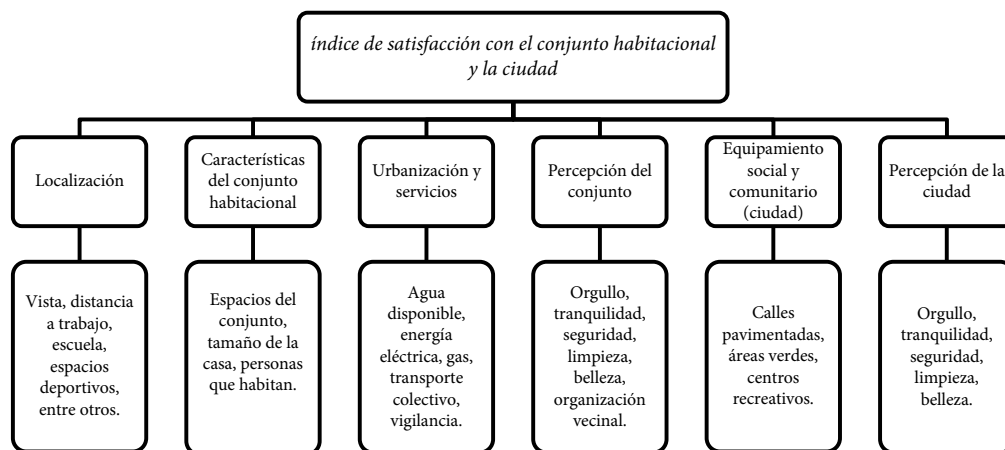 índice de satisfacción con el conjunto habitacional
y la ciudad
Localización
Características
del conjunto
habitacional
Urbanización y
servicios
Percepción del
conjunto
Equipamiento
social y
comunitario
(ciudad)
Percepción de la
ciudad
Vista, distancia
a trabajo,
escuela,
espacios
deportivos,
entre otros.
Espacios del
conjunto,
tamaño de la
casa, personas
que habitan.
Agua
disponible,
energía
eléctrica, gas,
transporte
colectivo,
vigilancia.
Orgullo,
tranquilidad,
seguridad,
limpieza,
belleza,
organización
vecinal.
Calles
pavimentadas,
áreas verdes,
centros
recreativos.
Orgullo,
tranquilidad,
seguridad,
limpieza,
belleza.